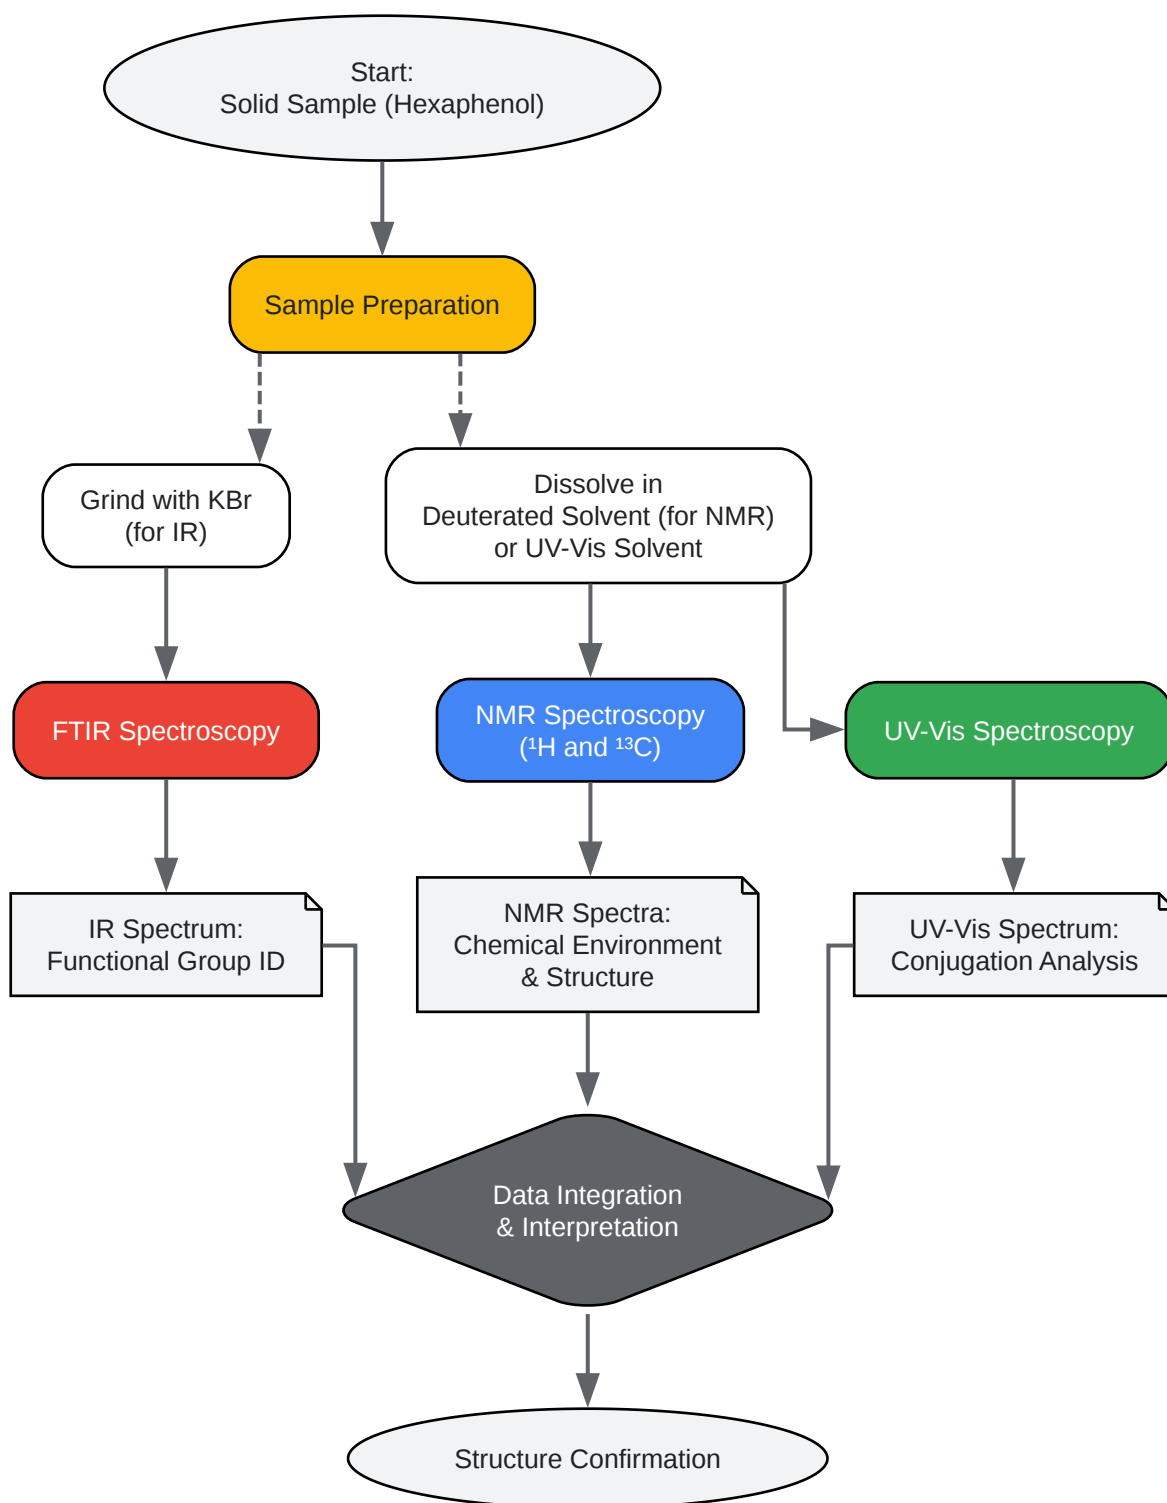 Start:
Solid Sample (Hexaphenol)
Sample Preparation
Grind with KBr
(for IR)
Dissolve in
Deuterated Solvent (for NMR)
or UV-Vis Solvent
FTIR Spectroscopy
NMR Spectroscopy
(¹H and ¹³C)
UV-Vis Spectroscopy
IR Spectrum:
Functional Group ID
NMR Spectra:
Chemical Environment
& Structure
UV-Vis Spectrum:
Conjugation Analysis
Data Integration
& Interpretation
Structure Confirmation